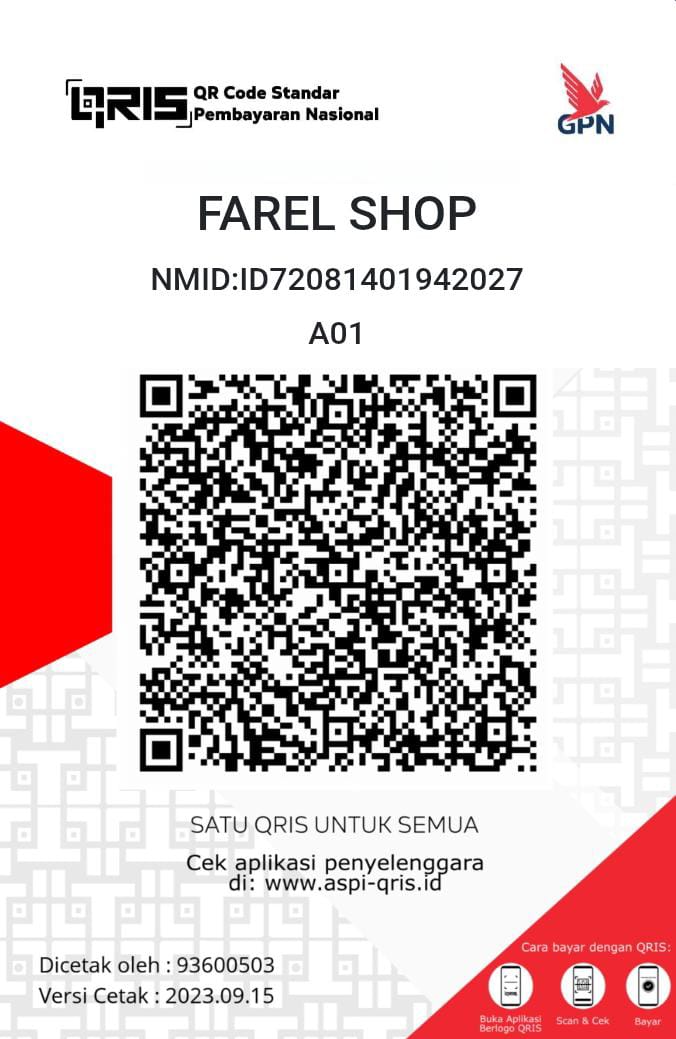 QRIS QR Code Standar
Pembayaran Nasional
GPN
FAREL SHOP
NMID:ID72081401942027
A01
SATU QRIS UNTUK SEMUA
Cek aplikasi penyelenggara
di: www.aspi-qris.id
Dicetak oleh : 93600503
Versi Cetak : 2023.09.15
Cara bayar dengan QRIS:
Buka Aplikasi
Berlogo QRIS
Scan & Cek
Bayar